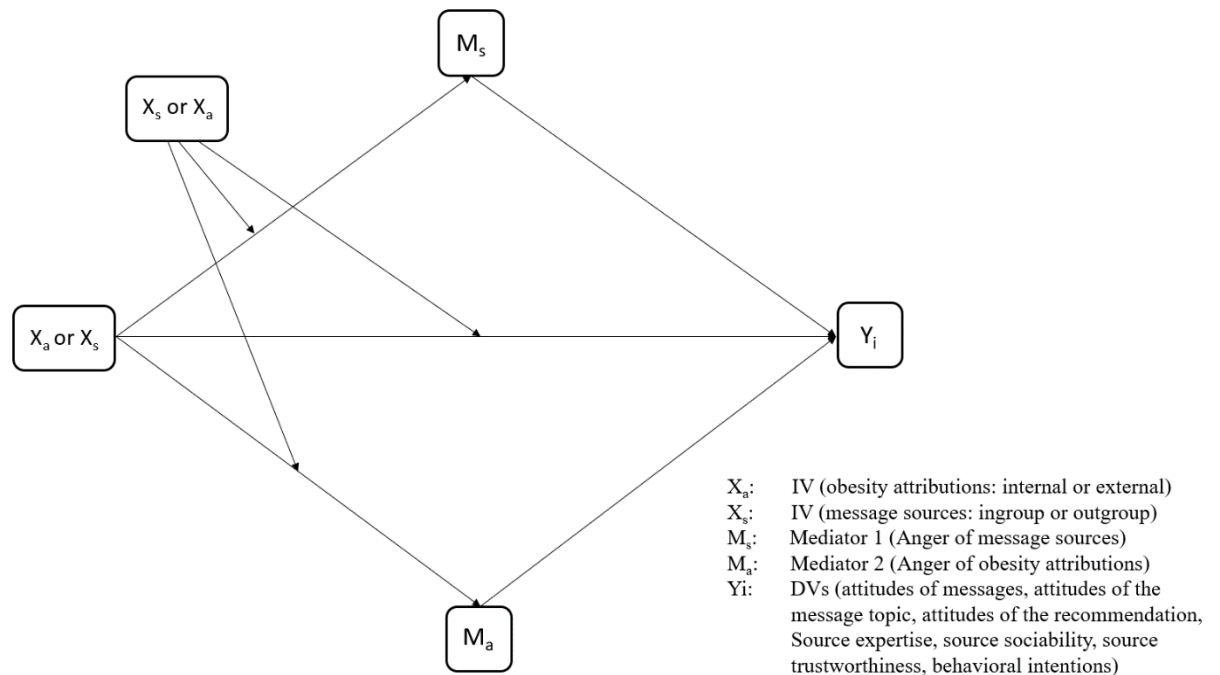 Mₛ
Xₛ or Xₐ
Xₐ or Xₛ
Yᵢ
Mₐ
Xₐ: IV (obesity attributions: internal or external)
Xₛ: IV (message sources: ingroup or outgroup)
Mₛ: Mediator 1 (Anger of message sources)
Mₐ: Mediator 2 (Anger of obesity attributions)
Yi: DVs (attitudes of messages, attitudes of the
message topic, attitudes of the recommendation,
Source expertise, source sociability, source
trustworthiness, behavioral intentions)